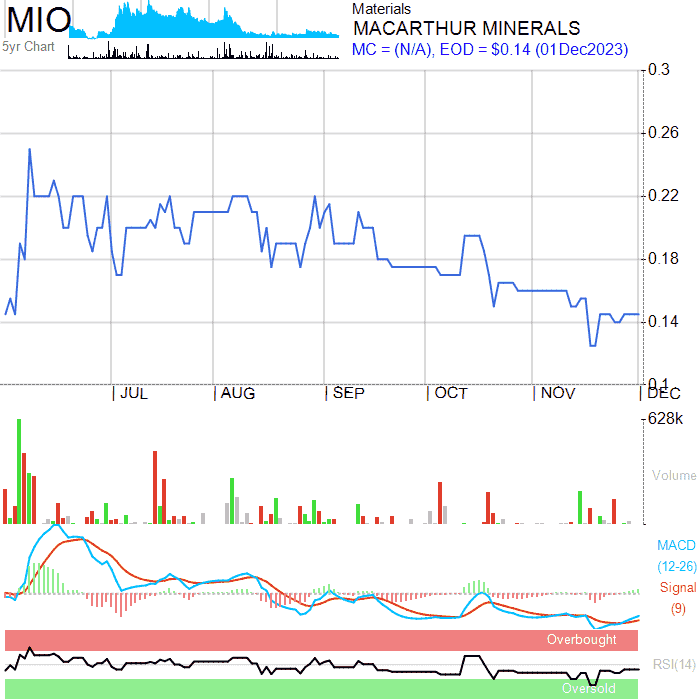 MIO
5yr Chart
Materials
MACARTHUR MINERALS
MC = (N/A), EOD = $0.14 (01Dec2023)
0.3
0.26
0.22
0.18
0.14
0.1
JUL AUG SEP OCT NOV DEC
628k
Volume
MACD
(12-26)
Signal
(9)
Overbought
RSI(14)
Oversold